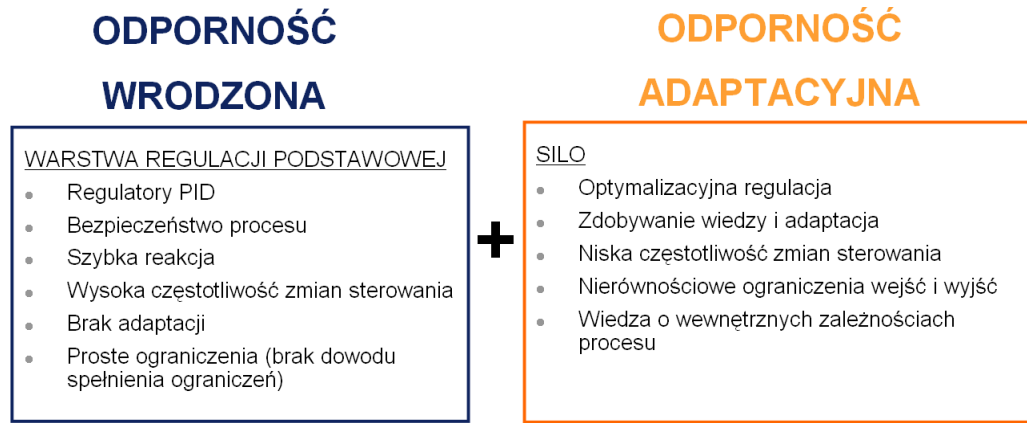 ODPORNOŚĆ
WRODZONA
WARSTWA REGULACJI PODSTAWOWEJ
Regulatory PID
Bezpieczeństwo procesu
Szybka reakcja
Wysoka częstotliwość zmian sterowania
Brak adaptacji
Proste ograniczenia (brak dowodu
spełnienia ograniczeń)
+
ODPORNOŚĆ
ADAPTACYJNA
SILO
Optymalizacyjna regulacja
Zdobywanie wiedzy i adaptacja
Niska częstotliwość zmian sterowania
Nierównościowe ograniczenia wejść i wyjść
Wiedza o wewnętrznych zależnościach
procesu